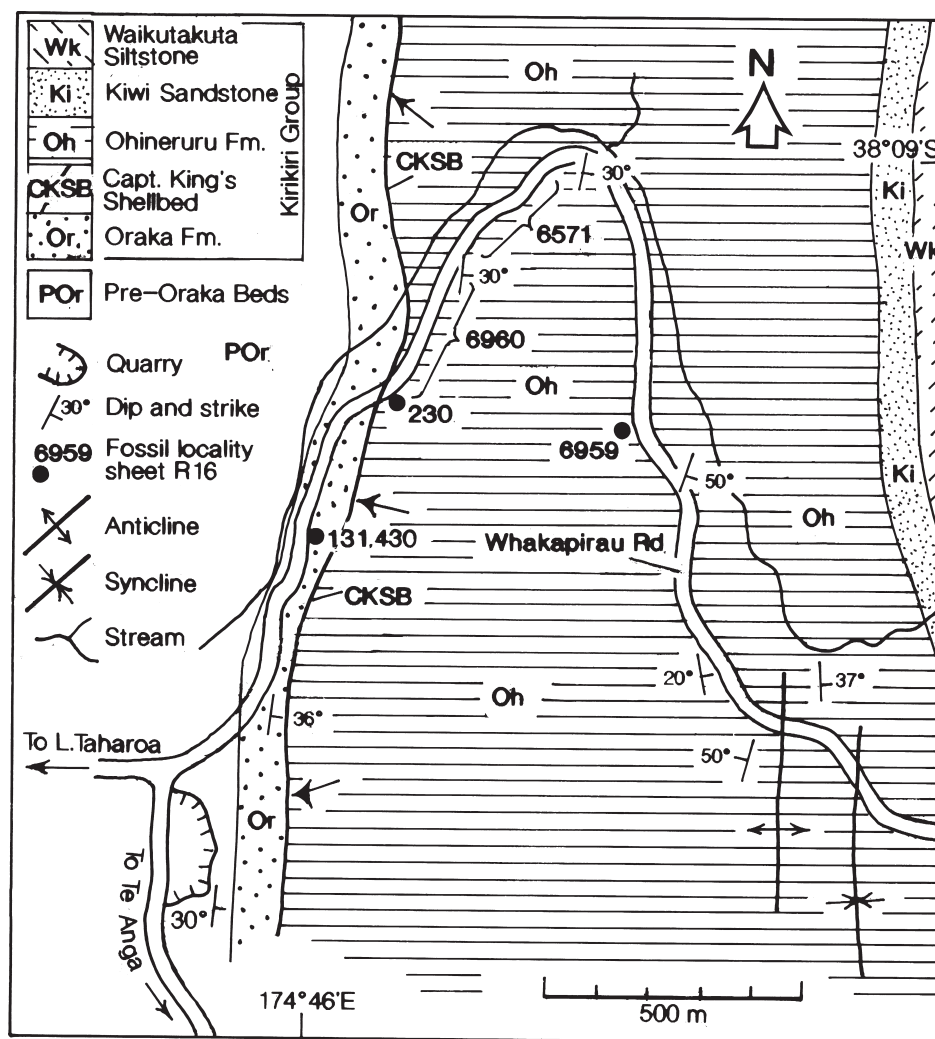 Wk
Waikutakuta
Siltstone
Ki
Kiwi Sandstone
Oh
Ohineruru Fm.
CKSB
Capt. King's
Shellbed
Or
Oraka Fm.
Kirikiri Group
POr
Pre-Oraka Beds
Quarry
30°
Dip and strike
6959
Fossil locality
sheet R16
Anticline
Syncline
Stream
POr
Oh
N
38°09'S
CKSB
30°
Ki
Or
6571
Wk
30°
6960
Oh
230
6959
50°
Ki
Oh
131.430
Whakapirau Rd
CKSB
20°
37°
Oh
36°
To L.Taharoa
50°
Or
To Te Anga
30°
174°46'E
500 m